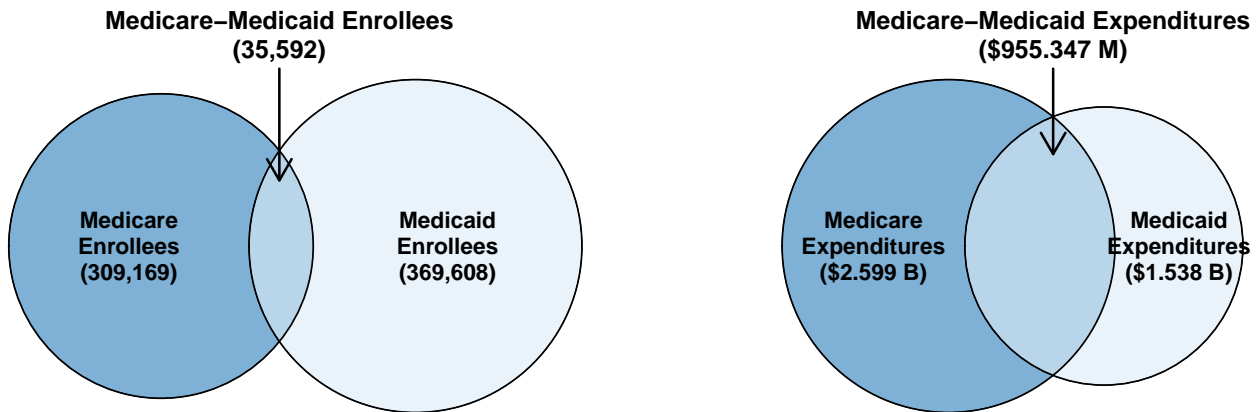 Medicare–Medicaid Enrollees
(35,592)
Medicare
Enrollees
(309,169)
Medicaid
Enrollees
(369,608)
Medicare–Medicaid Expenditures
($955.347 M)
Medicare
Expenditures
($2.599 B)
Medicaid
Expenditures
($1.538 B)